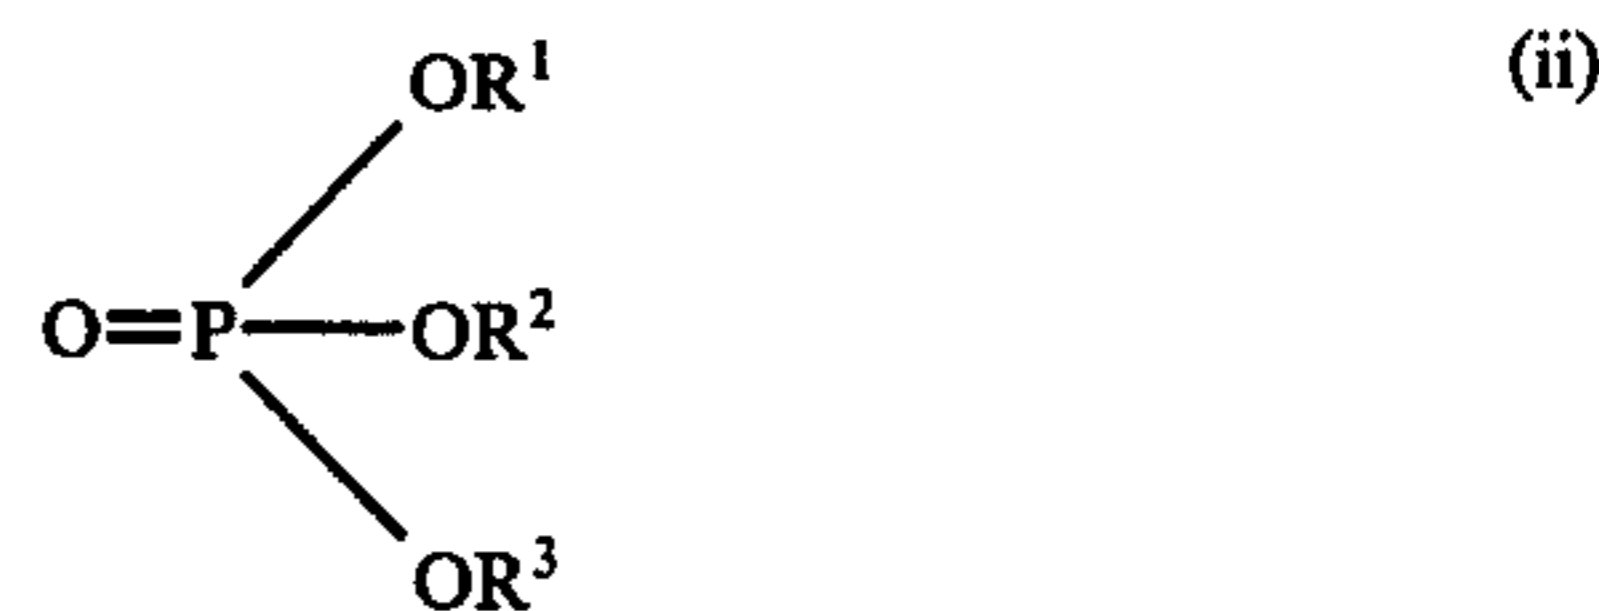 OR¹
(ii)
O=P—OR²
OR³